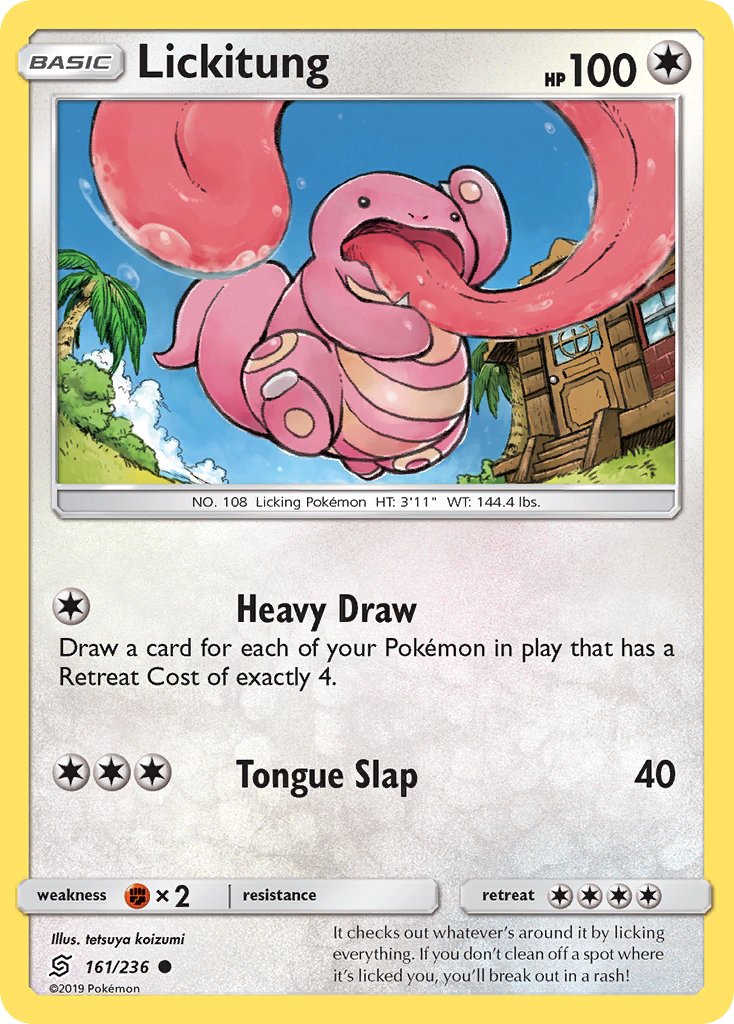 BASIC
Lickitung
HP 100
NO. 108 Licking Pokémon HT: 3'11" WT: 144.4 lbs.
Heavy Draw
Draw a card for each of your Pokémon in play that has a
Retreat Cost of exactly 4.
Tongue Slap 40
weakness × 2 resistance retreat
Illus. tetsuya koizumi
161/236
©2019 Pokémon
It checks out whatever's around it by licking
everything. If you don't clean off a spot where
it's licked you, you'll break out in a rash!